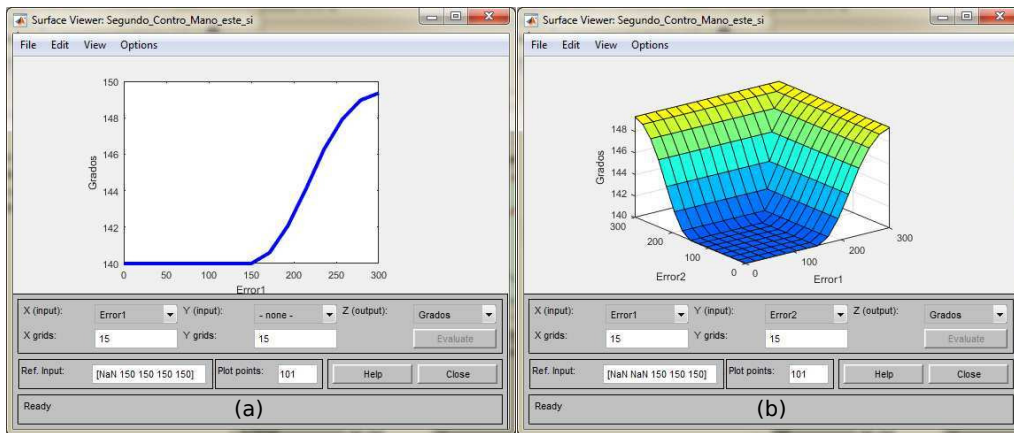 Surface Viewer: Segundo_Contro_Mano_este_si
File Edit View Options
150
148
146
144
142
140
Grados
0 50 100 150 200 250 300
Error1
X (input): Error1 Y (input): - none - Z (output): Grados
X grids: 15 Y grids: 15 Evaluate
Ref. Input: [NaN 150 150 150 150] Plot points: 101 Help Close
Ready
(a)
Surface Viewer: Segundo_Contro_Mano_este_si
File Edit View Options
148
146
144
142
140
Grados
300
200
100
0
Error2
0
100
200
300
Error1
X (input): Error1 Y (input): Error2 Z (output): Grados
X grids: 15 Y grids: 15 Evaluate
Ref. Input: [NaN NaN 150 150 150] Plot points: 101 Help Close
Ready
(b)